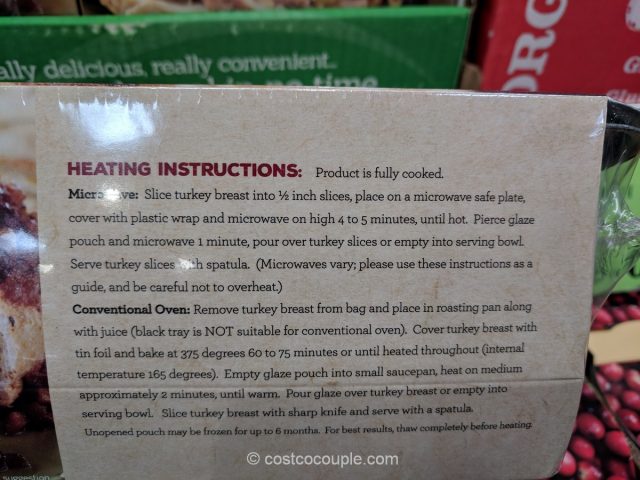 ally delicious, really convenient..
in no time
ORG
HEATING INSTRUCTIONS: Product is fully cooked.
Microwave: Slice turkey breast into ½ inch slices, place on a microwave safe plate,
cover with plastic wrap and microwave on high 4 to 5 minutes, until hot. Pierce glaze
pouch and microwave 1 minute, pour over turkey slices or empty into serving bowl.
Serve turkey slices with spatula. (Microwaves vary; please use these instructions as a
guide, and be careful not to overheat.)
Conventional Oven: Remove turkey breast from bag and place in roasting pan along
with juice (black tray is NOT suitable for conventional oven). Cover turkey breast with
tin foil and bake at 375 degrees 60 to 75 minutes or until heated throughout (internal
temperature 165 degrees). Empty glaze pouch into small saucepan, heat on medium
approximately 2 minutes, until warm. Pour glaze over turkey breast or empty into
serving bowl. Slice turkey breast with sharp knife and serve with a spatula.
Unopened pouch may be frozen for up to 6 months. For best results, thaw completely before heating.
suggestion
© costcocouple.com